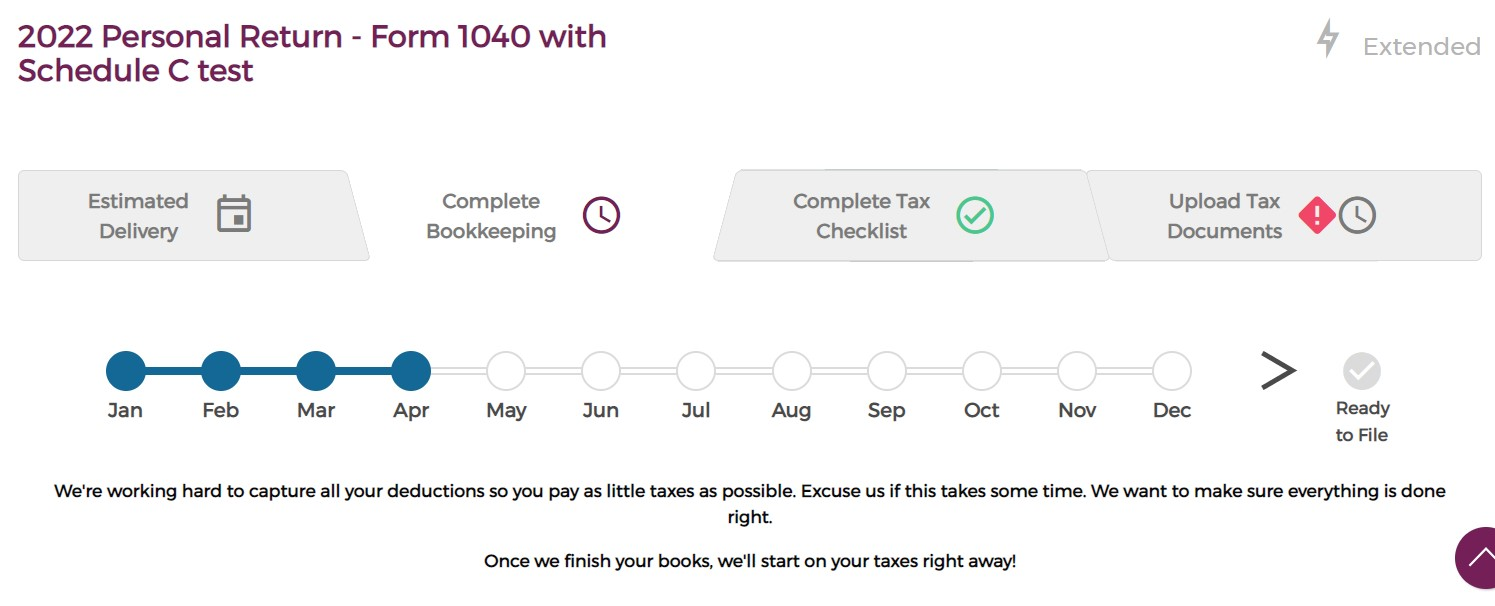 2022 Personal Return - Form 1040 with
Schedule C test
Extended
Estimated
Delivery
Complete
Bookkeeping
Complete Tax
Checklist
Upload Tax
Documents
Jan Feb Mar Apr May Jun Jul Aug Sep Oct Nov Dec
Ready
to File
We're working hard to capture all your deductions so you pay as little taxes as possible. Excuse us if this takes some time. We want to make sure everything is done
right.
Once we finish your books, we'll start on your taxes right away!